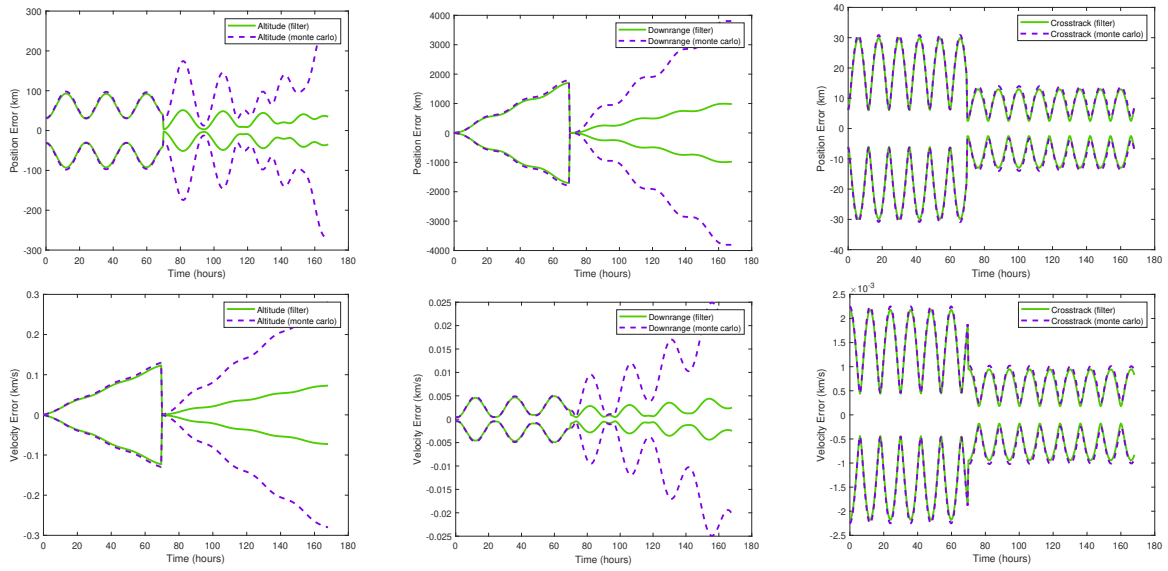 300
200
100
0
-100
-200
-300
Position Error (km)
Altitude (filter)
Altitude (monte carlo)
0 20 40 60 80 100 120 140 160 180
Time (hours)
4000
3000
2000
1000
0
-1000
-2000
-3000
-4000
Position Error (km)
Downrange (filter)
Downrange (monte carlo)
0 20 40 60 80 100 120 140 160 180
Time (hours)
40
30
20
10
0
-10
-20
-30
-40
Position Error (km)
Crosstrack (filter)
Crosstrack (monte carlo)
0 20 40 60 80 100 120 140 160 180
Time (hours)
0.3
0.2
0.1
0
-0.1
-0.2
-0.3
Velocity Error (km/s)
Altitude (filter)
Altitude (monte carlo)
0 20 40 60 80 100 120 140 160 180
Time (hours)
0.025
0.02
0.015
0.01
0.005
0
-0.005
-0.01
-0.015
-0.02
-0.025
Velocity Error (km/s)
Downrange (filter)
Downrange (monte carlo)
0 20 40 60 80 100 120 140 160 180
Time (hours)
×10⁻³
2.5
2
1.5
1
0.5
0
-0.5
-1
-1.5
-2
-2.5
Velocity Error (km/s)
Crosstrack (filter)
Crosstrack (monte carlo)
0 20 40 60 80 100 120 140 160 180
Time (hours)